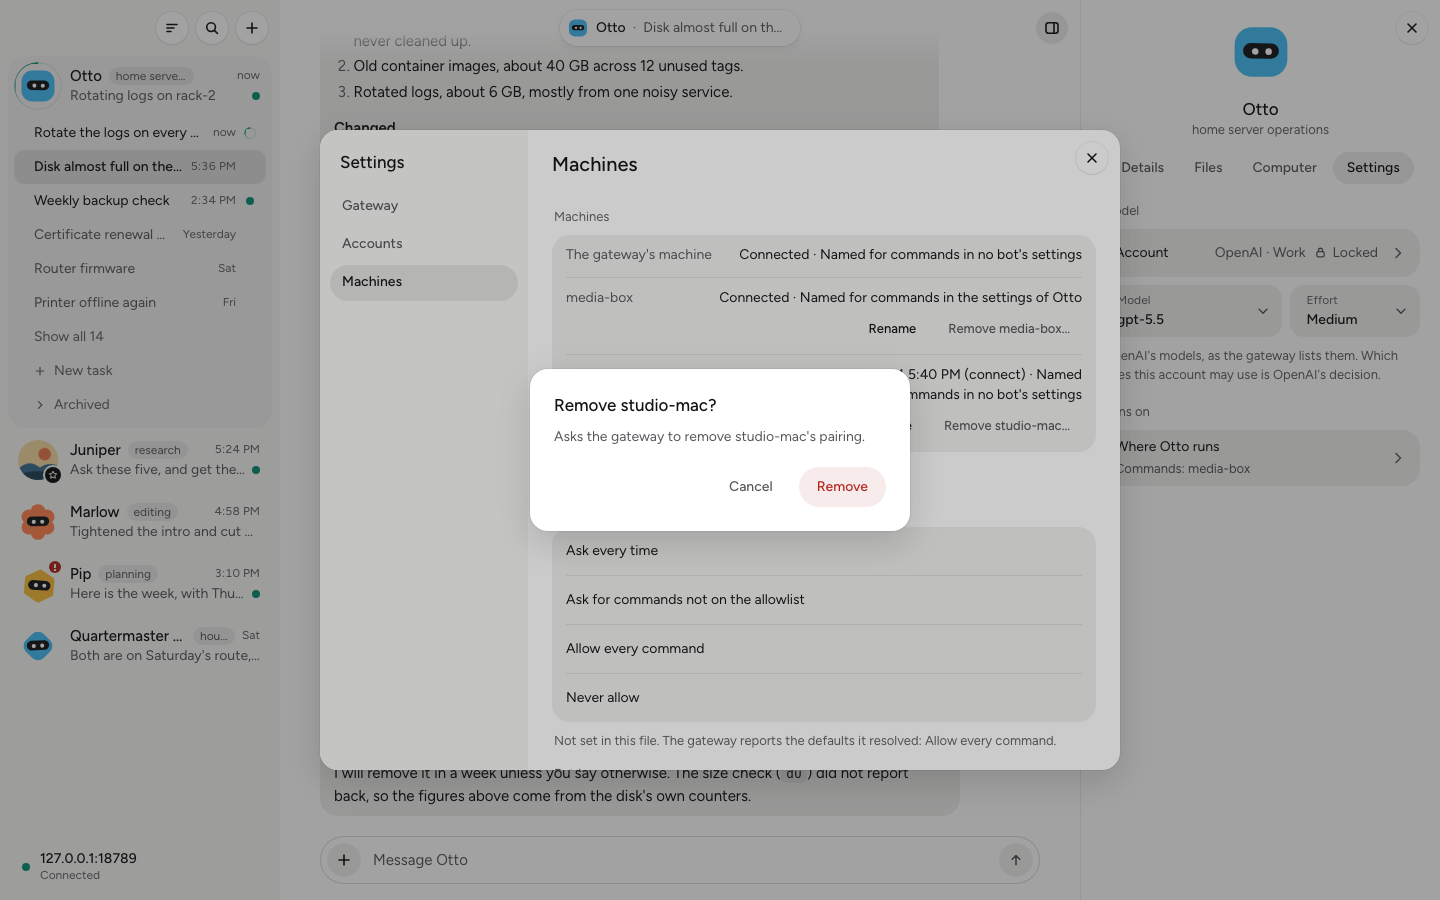 Otto
home serve...
now
Rotating logs on rack-2
Rotate the logs on every ...
now
Disk almost full on the...
5:36 PM
Weekly backup check
2:34 PM
Certificate renewal ...
Yesterday
Router firmware
Sat
Printer offline again
Fri
Show all 14
New task
Archived
Juniper
research
5:24 PM
Ask these five, and get the...
Marlow
editing
4:58 PM
Tightened the intro and cut ...
Pip
planning
3:10 PM
Here is the week, with Thu...
Quartermaster ...
hou...
Sat
Both are on Saturday's route,...
127.0.0.1:18789
Connected
Otto · Disk almost full on th...
never cleaned up.
2. Old container images, about 40 GB across 12 unused tags.
3. Rotated logs, about 6 GB, mostly from one noisy service.
Changed
Settings
Gateway
Accounts
Machines
Machines
Machines
The gateway's machine
Connected · Named for commands in no bot's settings
media-box
Connected · Named for commands in the settings of Otto
Rename
Remove media-box...
5:40 PM (connect) · Named
commands in no bot's settings
Remove studio-mac...
Remove studio-mac?
Asks the gateway to remove studio-mac's pairing.
Cancel
Remove
Ask every time
Ask for commands not on the allowlist
Allow every command
Never allow
Not set in this file. The gateway reports the defaults it resolved: Allow every command.
I will remove it in a week unless you say otherwise. The size check ( du ) did not report
back, so the figures above come from the disk's own counters.
Message Otto
Otto
home server operations
Details
Files
Computer
Settings
Account
OpenAI · Work
Locked
Model
gpt-5.5
Effort
Medium
OpenAI's models, as the gateway lists them. Which
this account may use is OpenAI's decision.
on
Where Otto runs
Commands: media-box